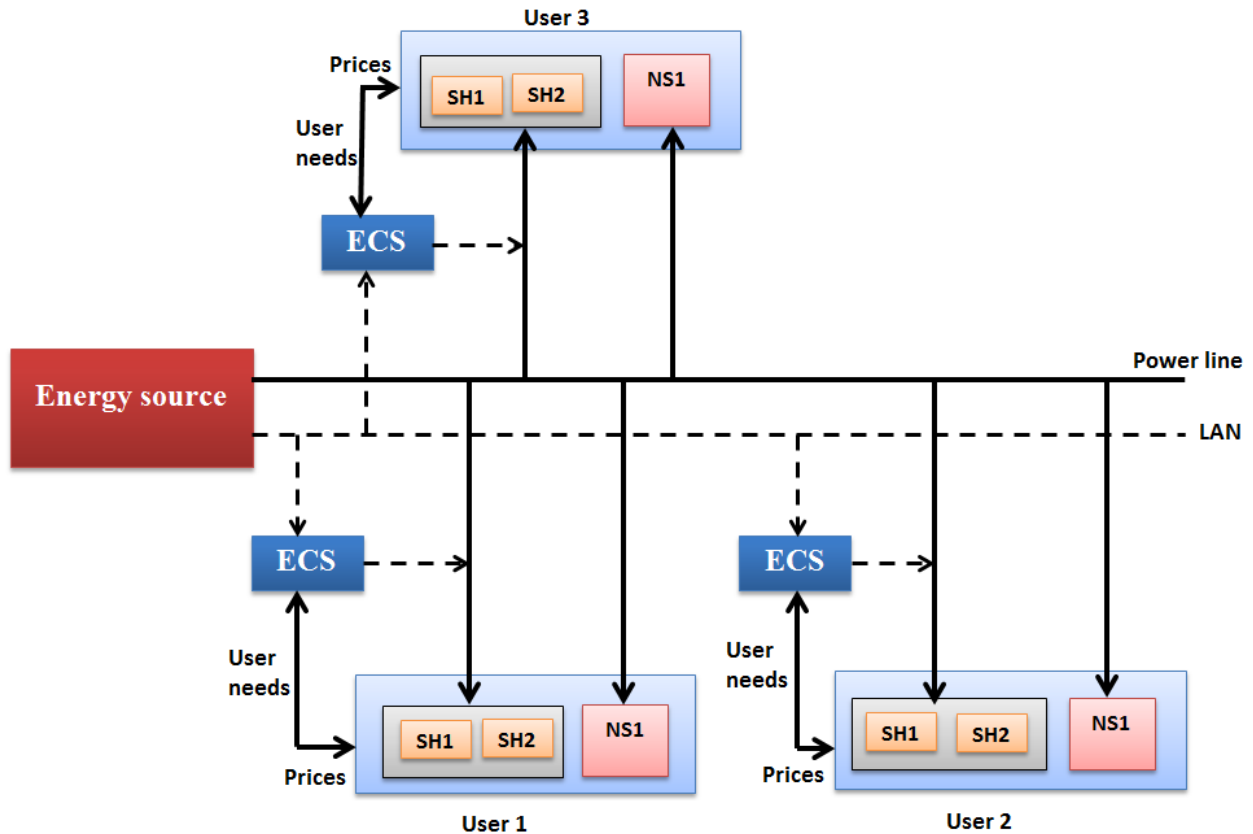 User 3
Prices
SH1
SH2
NS1
User
needs
ECS
Energy source
Power line
LAN
ECS
ECS
User
needs
User
needs
SH1
SH2
NS1
SH1
SH2
NS1
Prices
Prices
User 1
User 2